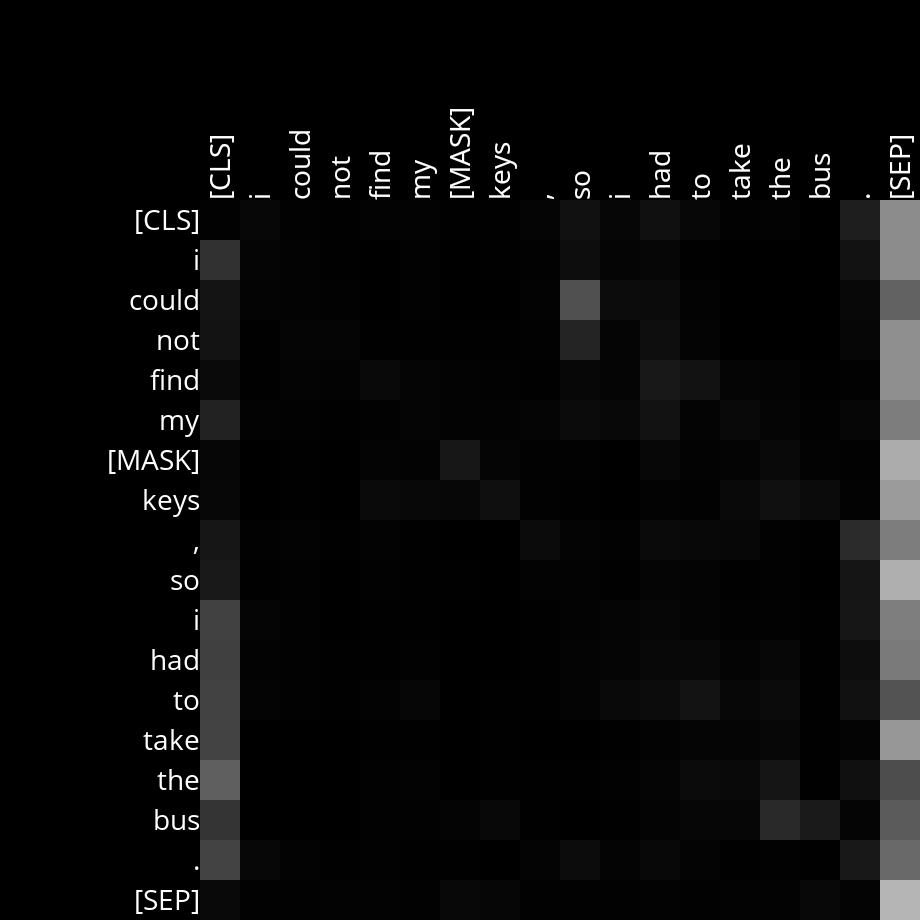 [CLS] i could not find my [MASK] keys , so i had to take the bus . [SEP]
[CLS]
i
could
not
find
my
[MASK]
keys
,
so
i
had
to
take
the
bus
.
[SEP]